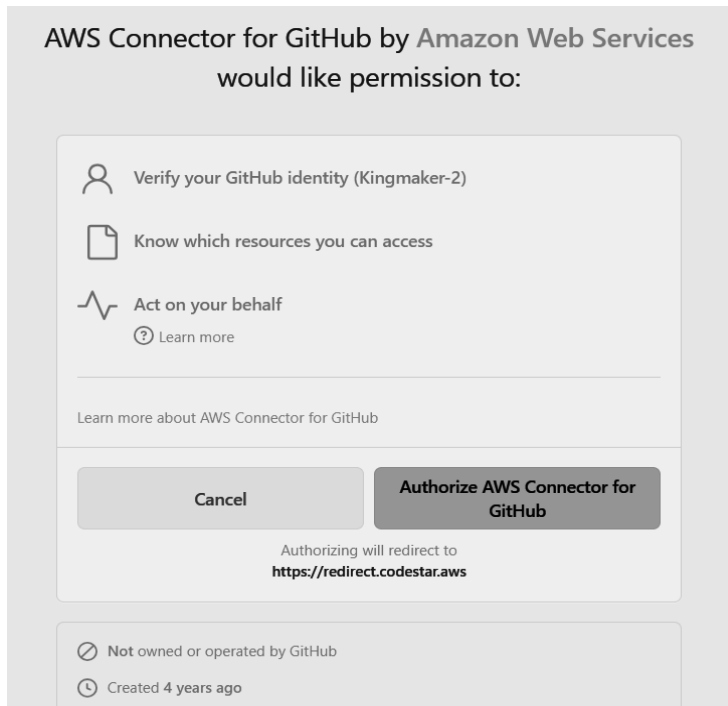 AWS Connector for GitHub by Amazon Web Services
would like permission to:
Verify your GitHub identity (Kingmaker-2)
Know which resources you can access
Act on your behalf
Learn more
Learn more about AWS Connector for GitHub
Cancel
Authorize AWS Connector for
GitHub
Authorizing will redirect to
https://redirect.codestar.aws
Not owned or operated by GitHub
Created 4 years ago